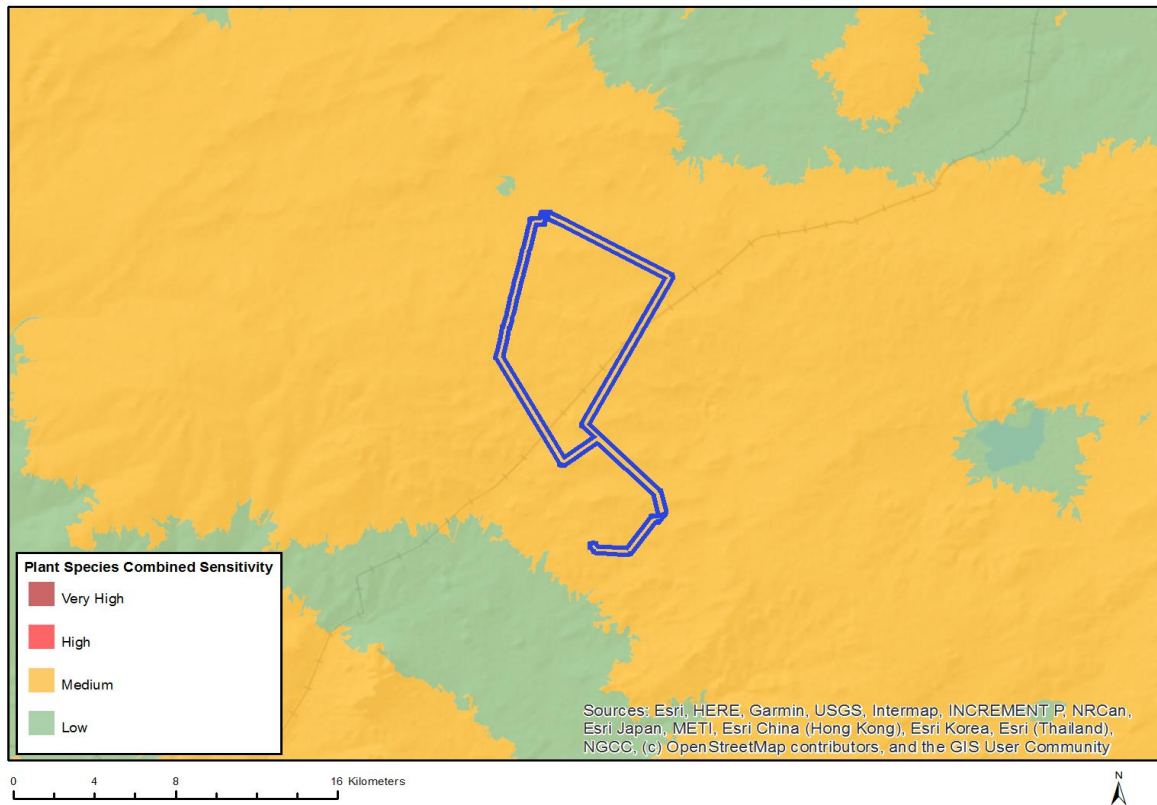 Plant Species Combined Sensitivity
Very High
High
Medium
Low
Sources: Esri, HERE, Garmin, USGS, Intermap, INCREMENT P, NRCan,
Esri Japan, METI, Esri China (Hong Kong), Esri Korea, Esri (Thailand),
NGCC, (c) OpenStreetMap contributors, and the GIS User Community
0 4 8 16 Kilometers
N